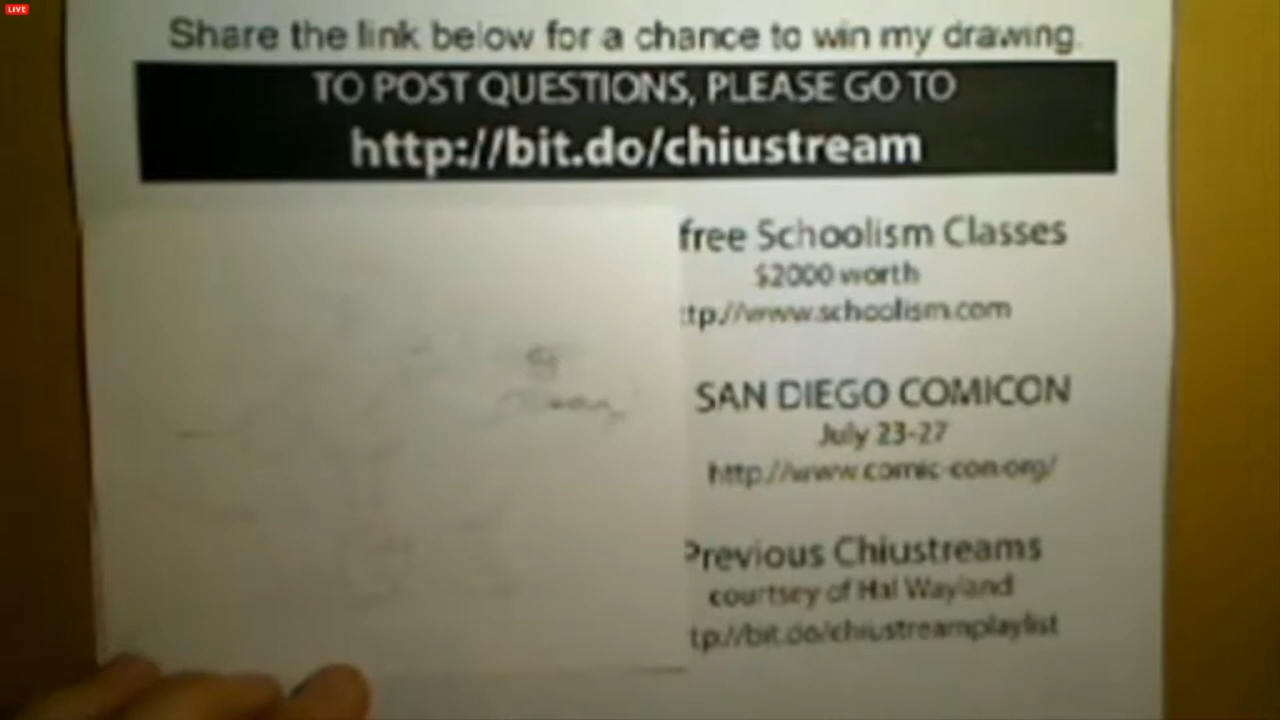 LIVE
Share the link below for a chance to win my drawing.
TO POST QUESTIONS, PLEASE GO TO
http://bit.do/chiustream
free Schoolism Classes
$2000 worth
tp://www.schoolism.com
SAN DIEGO COMICON
July 23-27
http://www.comic-con.org/
Previous Chiustreams
courtsey of Hal Wayland
tp://bit.do/chiustreamplaylist